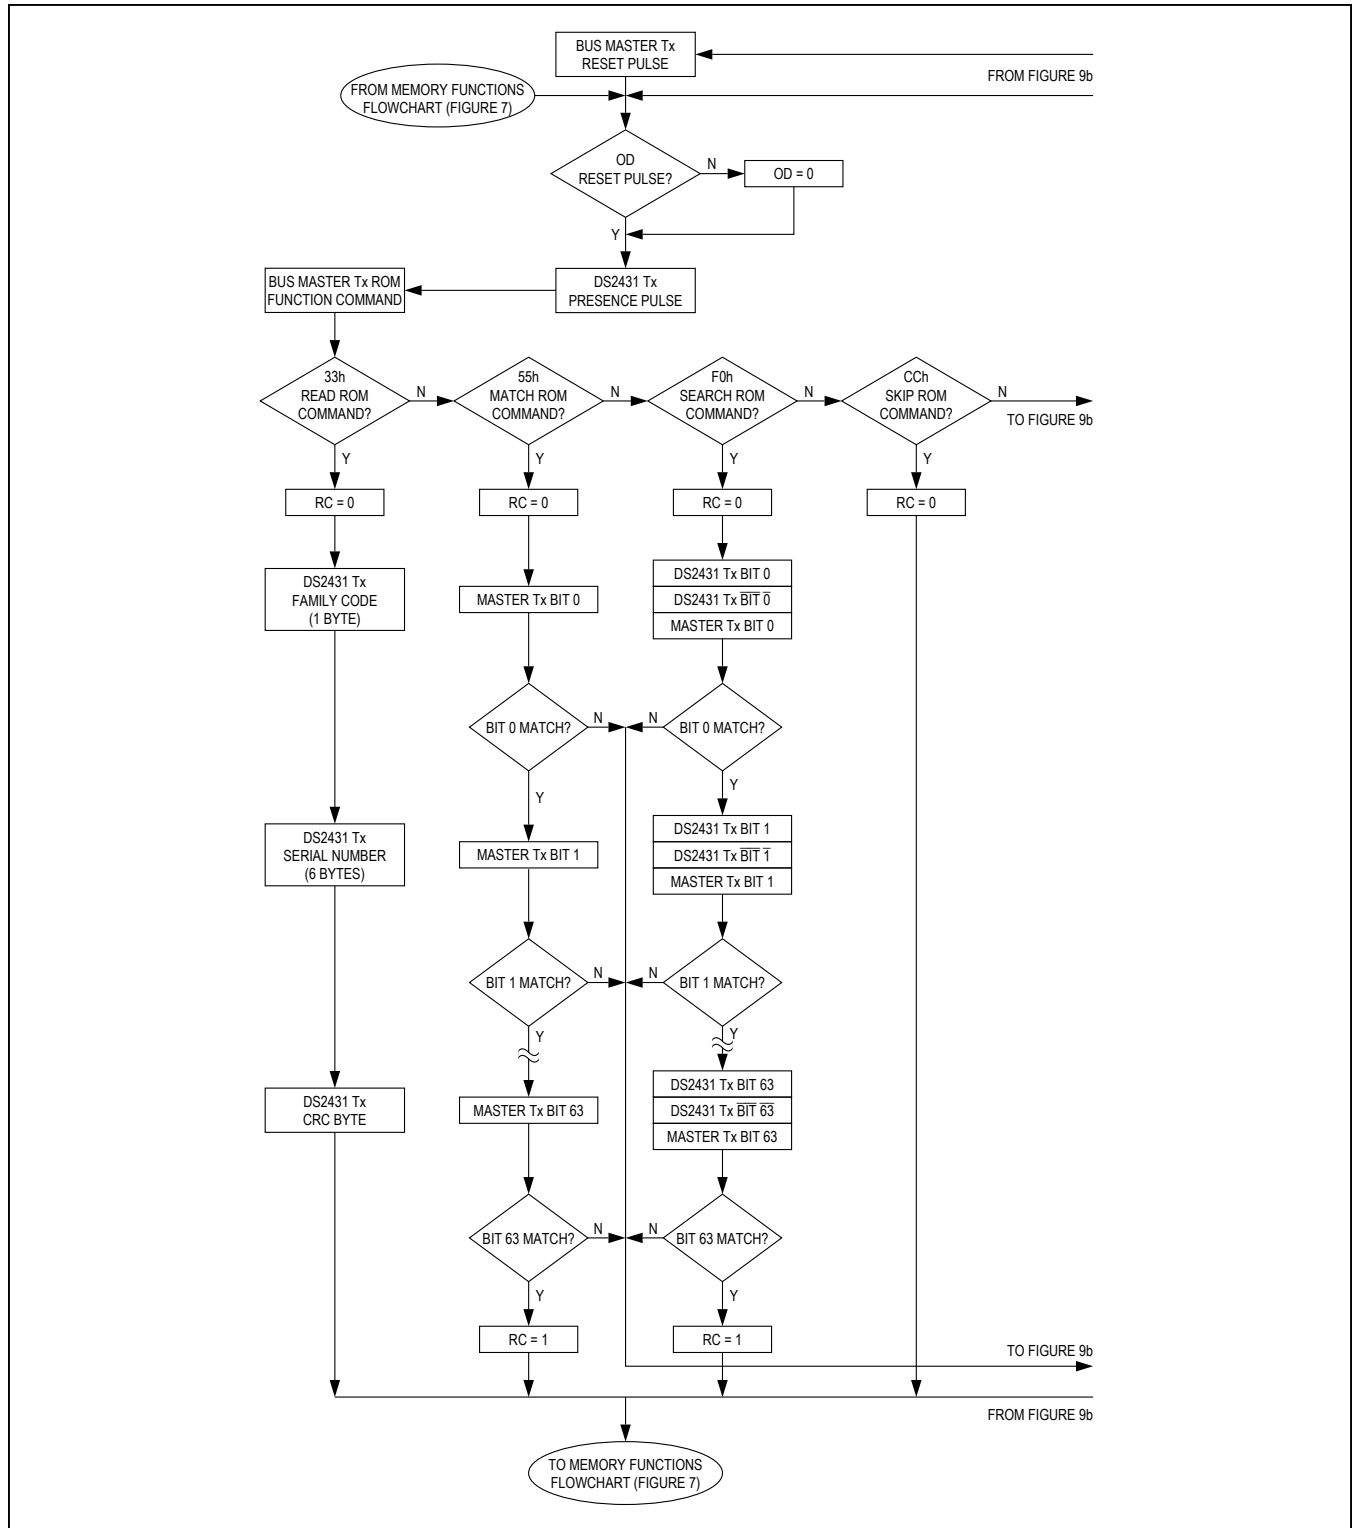 BUS MASTER Tx
RESET PULSE
FROM FIGURE 9b
FROM MEMORY FUNCTIONS
FLOWCHART (FIGURE 7)
OD
RESET PULSE?
N
OD = 0
Y
BUS MASTER Tx ROM
FUNCTION COMMAND
DS2431 Tx
PRESENCE PULSE
33h
READ ROM
COMMAND?
N
55h
MATCH ROM
COMMAND?
N
F0h
SEARCH ROM
COMMAND?
N
CCh
SKIP ROM
COMMAND?
N
TO FIGURE 9b
Y
Y
Y
Y
RC = 0
RC = 0
RC = 0
RC = 0
DS2431 Tx
FAMILY CODE
(1 BYTE)
MASTER Tx BIT 0
DS2431 Tx BIT 0
DS2431 Tx B̅I̅T̅ 0̅
MASTER Tx BIT 0
BIT 0 MATCH?
N
N
BIT 0 MATCH?
Y
Y
DS2431 Tx
SERIAL NUMBER
(6 BYTES)
MASTER Tx BIT 1
DS2431 Tx BIT 1
DS2431 Tx B̅I̅T̅ 1̅
MASTER Tx BIT 1
BIT 1 MATCH?
N
N
BIT 1 MATCH?
Y
Y
DS2431 Tx
CRC BYTE
MASTER Tx BIT 63
DS2431 Tx BIT 63
DS2431 Tx B̅I̅T̅ 6̅3̅
MASTER Tx BIT 63
BIT 63 MATCH?
N
N
BIT 63 MATCH?
Y
Y
RC = 1
RC = 1
TO FIGURE 9b
FROM FIGURE 9b
TO MEMORY FUNCTIONS
FLOWCHART (FIGURE 7)